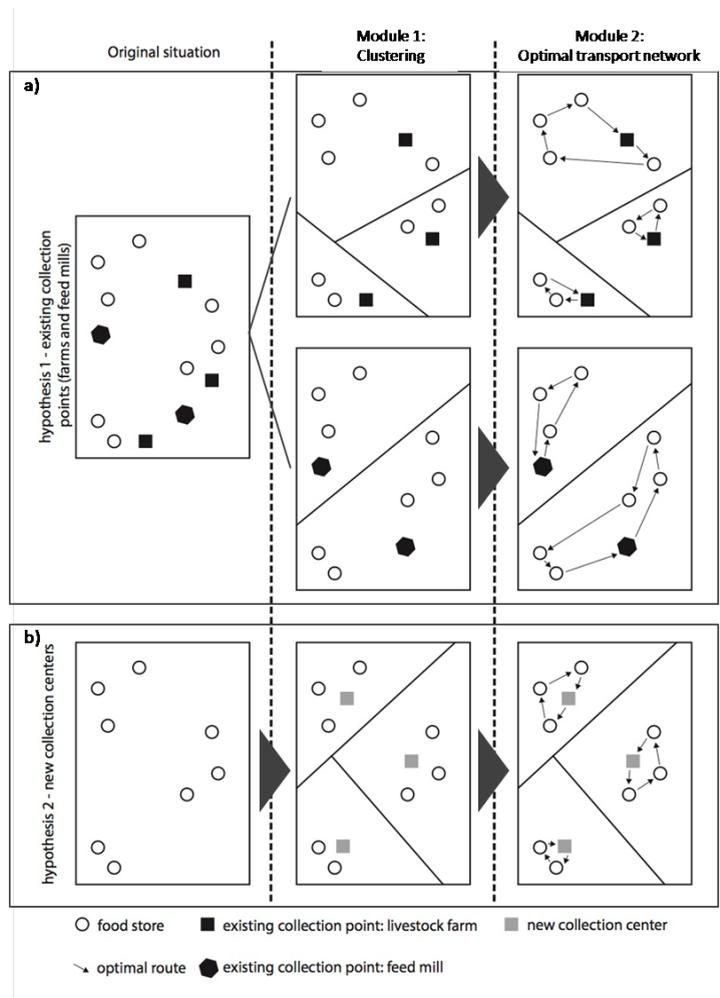 Original situation
Module 1:
Clustering
Module 2:
Optimal transport network
a)
hypothesis 1 - existing collection
points (farms and feed mills)
b)
hypothesis 2 - new collection centers
food store
existing collection point: livestock farm
new collection center
optimal route
existing collection point: feed mill